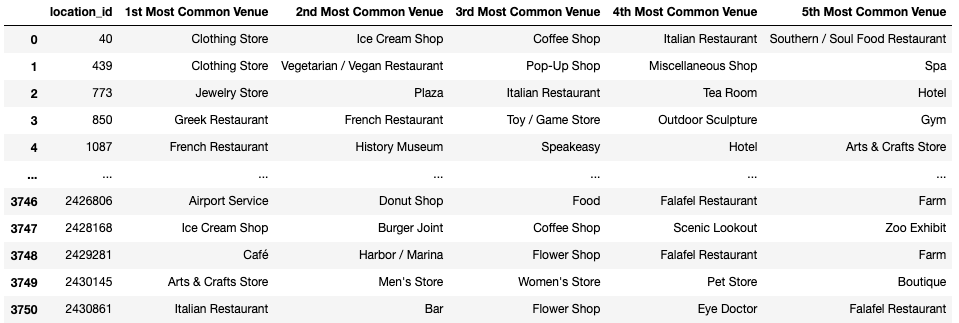 location_id 1st Most Common Venue 2nd Most Common Venue 3rd Most Common Venue 4th Most Common Venue 5th Most Common Venue
0 40 Clothing Store Ice Cream Shop Coffee Shop Italian Restaurant Southern / Soul Food Restaurant
1 439 Clothing Store Vegetarian / Vegan Restaurant Pop-Up Shop Miscellaneous Shop Spa
2 773 Jewelry Store Plaza Italian Restaurant Tea Room Hotel
3 850 Greek Restaurant French Restaurant Toy / Game Store Outdoor Sculpture Gym
4 1087 French Restaurant History Museum Speakeasy Hotel Arts & Crafts Store
... ... ... ... ... ... ...
3746 2426806 Airport Service Donut Shop Food Falafel Restaurant Farm
3747 2428168 Ice Cream Shop Burger Joint Coffee Shop Scenic Lookout Zoo Exhibit
3748 2429281 Café Harbor / Marina Flower Shop Falafel Restaurant Farm
3749 2430145 Arts & Crafts Store Men's Store Women's Store Pet Store Boutique
3750 2430861 Italian Restaurant Bar Flower Shop Eye Doctor Falafel Restaurant